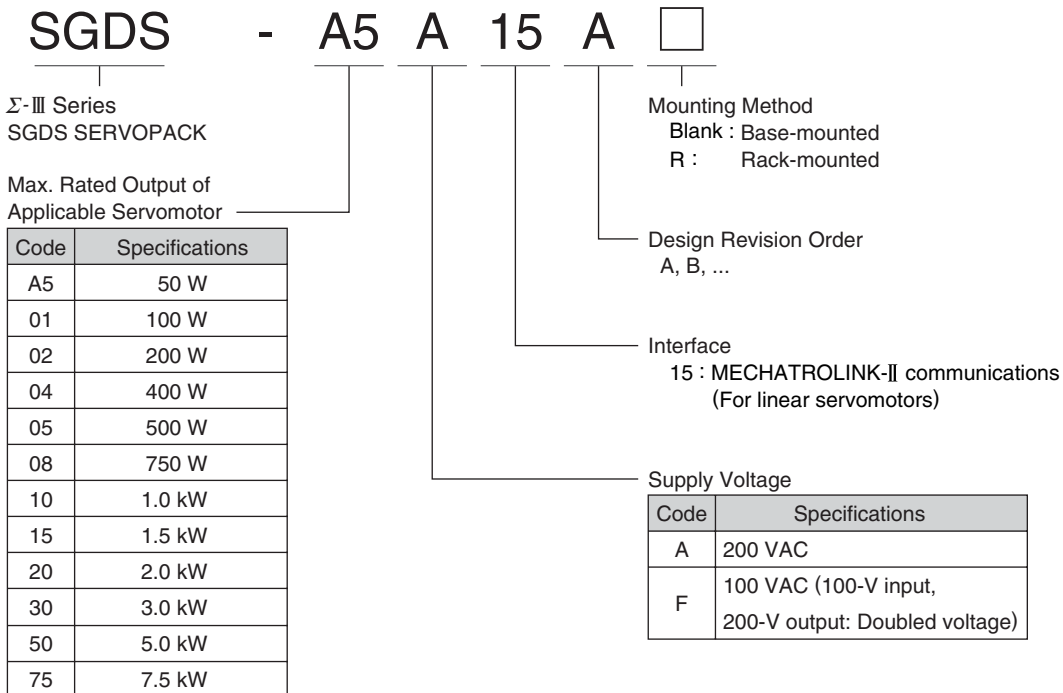 SGDS - A5 A 15 A
Σ-Ⅲ Series
SGDS SERVOPACK
Max. Rated Output of
Applicable Servomotor
Code Specifications
A5 50 W
01 100 W
02 200 W
04 400 W
05 500 W
08 750 W
10 1.0 kW
15 1.5 kW
20 2.0 kW
30 3.0 kW
50 5.0 kW
75 7.5 kW
Mounting Method
Blank : Base-mounted
R : Rack-mounted
Design Revision Order
A, B, ...
Interface
15 : MECHATROLINK-Ⅱ communications
(For linear servomotors)
Supply Voltage
Code Specifications
A 200 VAC
F 100 VAC (100-V input,
200-V output: Doubled voltage)